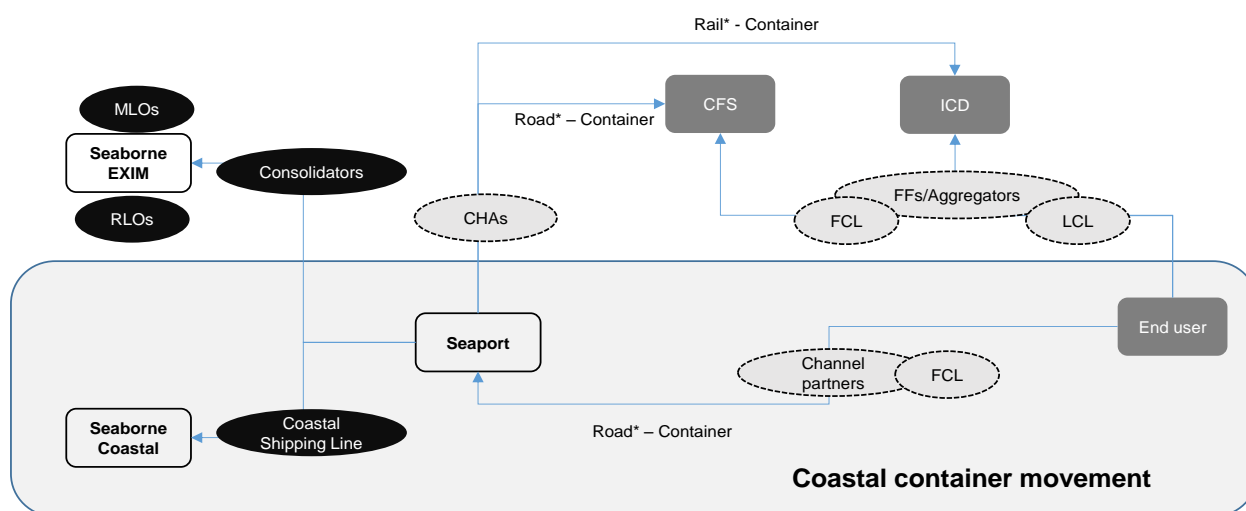 Rail* - Container
MLOs
CFS
ICD
Road* – Container
Seaborne
EXIM
Consolidators
FFs/Aggregators
RLOs
CHAs
FCL
LCL
Seaport
End user
Channel
partners
FCL
Seaborne
Coastal
Coastal
Shipping Line
Road* – Container
Coastal container movement